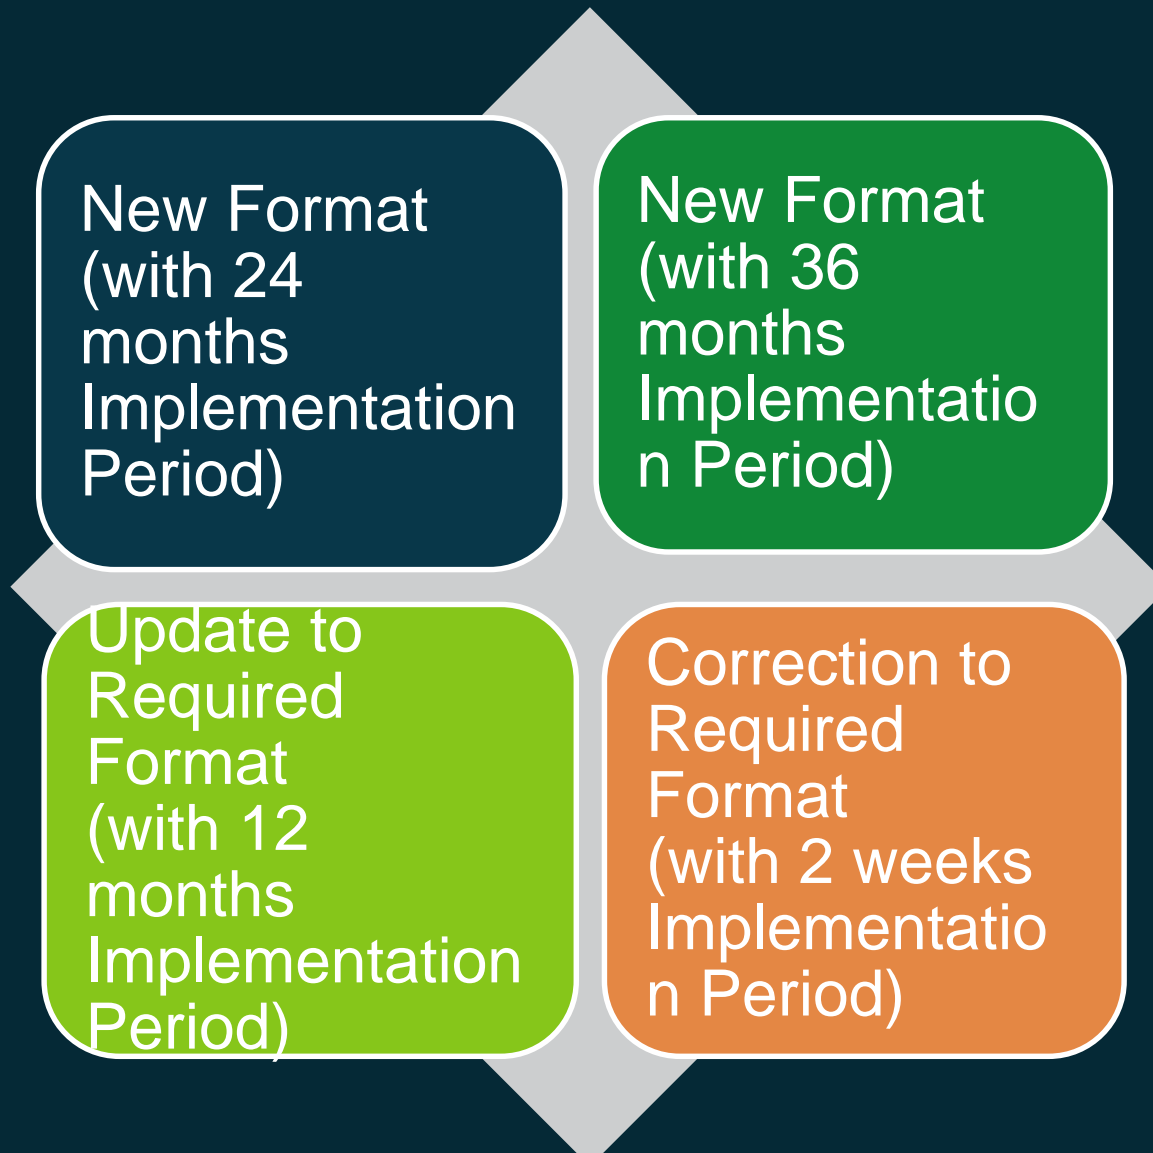 New Format
(with 24
months
Implementation
Period)
New Format
(with 36
months
Implementatio
n Period)
Update to
Required
Format
(with 12
months
Implementation
Period)
Correction to
Required
Format
(with 2 weeks
Implementatio
n Period)